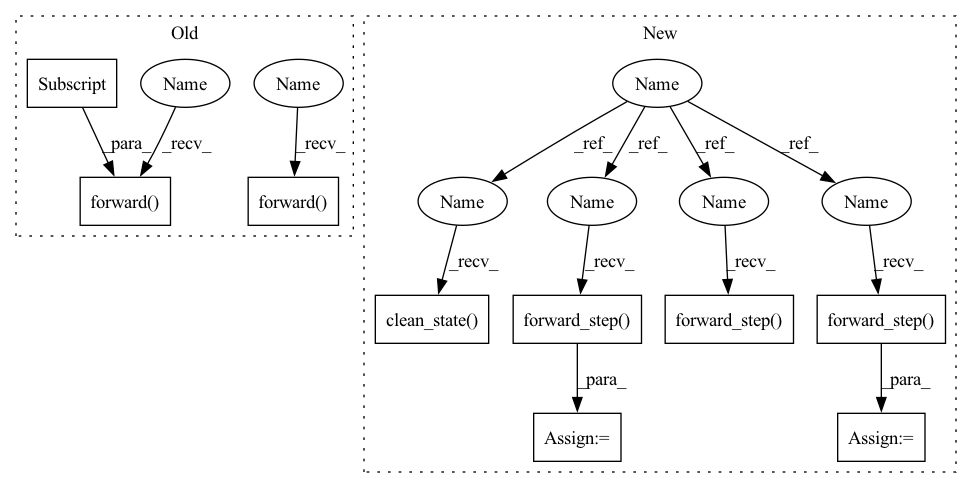 Old
New
Subscript
Name
Name
Name
_para_
_recv_
_recv_
_ref_
_ref_
_ref_
_ref_
forward()
forward()
Name
Name
Name
Name
_recv_
_recv_
_recv_
_recv_
clean_state()
forward_step()
forward_step()
forward_step()
_para_
_para_
Assign:=
Assign:=